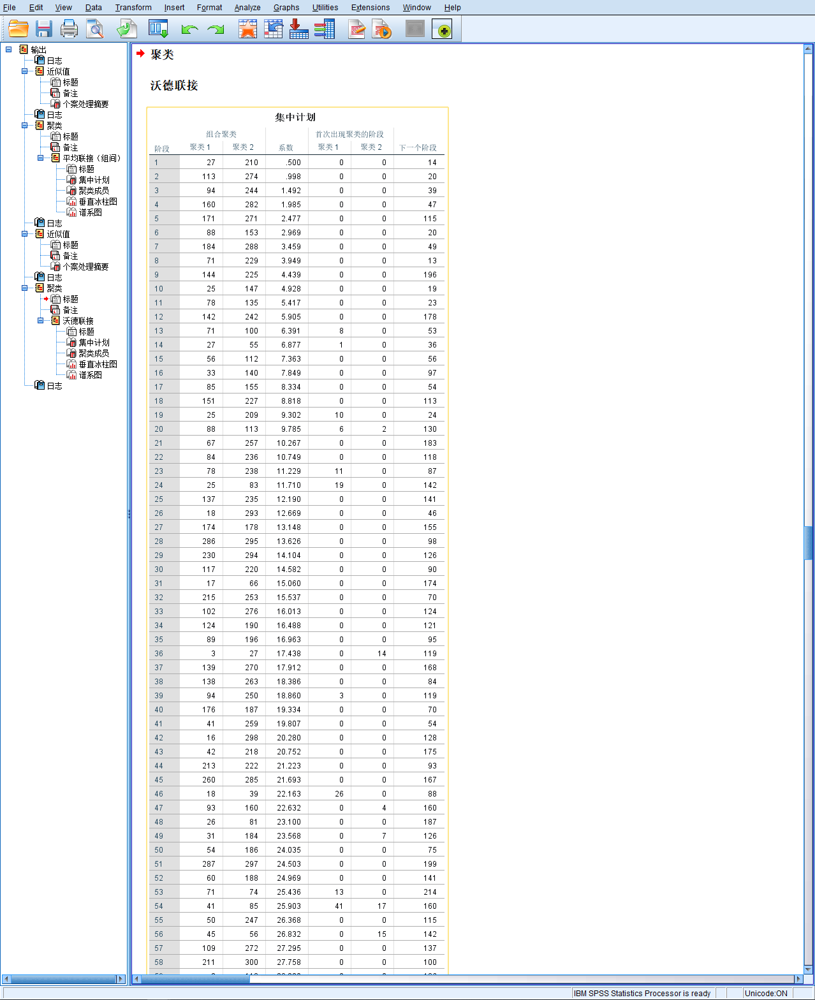 File Edit View Data Transform Insert Format Analyze Graphs Utilities Extensions Window Help
输出
日志
近似值
标题
备注
个案处理摘要
日志
聚类
标题
备注
平均联接（组间）
标题
集中计划
聚类成员
垂直冰柱图
谱系图
日志
近似值
标题
备注
个案处理摘要
日志
聚类
标题
备注
沃德联接
标题
集中计划
聚类成员
垂直冰柱图
谱系图
日志
聚类
沃德联接
集中计划
组合聚类 首次出现聚类的阶段
阶段 聚类 1 聚类 2 系数 聚类 1 聚类 2 下一个阶段
1 27 210 .500 0 0 14
2 113 274 .998 0 0 20
3 94 244 1.492 0 0 39
4 160 282 1.985 0 0 47
5 171 271 2.477 0 0 115
6 88 153 2.969 0 0 20
7 184 288 3.459 0 0 49
8 71 229 3.949 0 0 13
9 144 225 4.439 0 0 196
10 25 147 4.928 0 0 19
11 78 135 5.417 0 0 23
12 142 242 5.905 0 0 178
13 71 100 6.391 8 0 53
14 27 55 6.877 1 0 36
15 56 112 7.363 0 0 56
16 33 140 7.849 0 0 97
17 85 155 8.334 0 0 54
18 151 227 8.818 0 0 113
19 25 209 9.302 10 0 24
20 88 113 9.785 6 2 130
21 67 257 10.267 0 0 183
22 84 236 10.749 0 0 118
23 78 238 11.229 11 0 87
24 25 83 11.710 19 0 142
25 137 235 12.190 0 0 141
26 18 293 12.669 0 0 46
27 174 178 13.148 0 0 155
28 286 295 13.626 0 0 98
29 230 294 14.104 0 0 126
30 117 220 14.582 0 0 90
31 17 66 15.060 0 0 174
32 215 253 15.537 0 0 70
33 102 276 16.013 0 0 124
34 124 190 16.488 0 0 121
35 89 196 16.963 0 0 95
36 3 27 17.438 0 14 119
37 139 270 17.912 0 0 168
38 138 263 18.386 0 0 84
39 94 250 18.860 3 0 119
40 176 187 19.334 0 0 70
41 41 259 19.807 0 0 54
42 16 298 20.280 0 0 128
43 42 218 20.752 0 0 175
44 213 222 21.223 0 0 93
45 260 285 21.693 0 0 167
46 18 39 22.163 26 0 88
47 93 160 22.632 0 4 160
48 26 81 23.100 0 0 187
49 31 184 23.568 0 7 126
50 54 186 24.035 0 0 75
51 287 297 24.503 0 0 199
52 60 188 24.969 0 0 141
53 71 74 25.436 13 0 214
54 41 85 25.903 41 17 160
55 50 247 26.368 0 0 115
56 45 56 26.832 0 15 142
57 109 272 27.295 0 0 137
58 211 300 27.758 0 0 100
IBM SPSS Statistics Processor is ready Unicode:ON